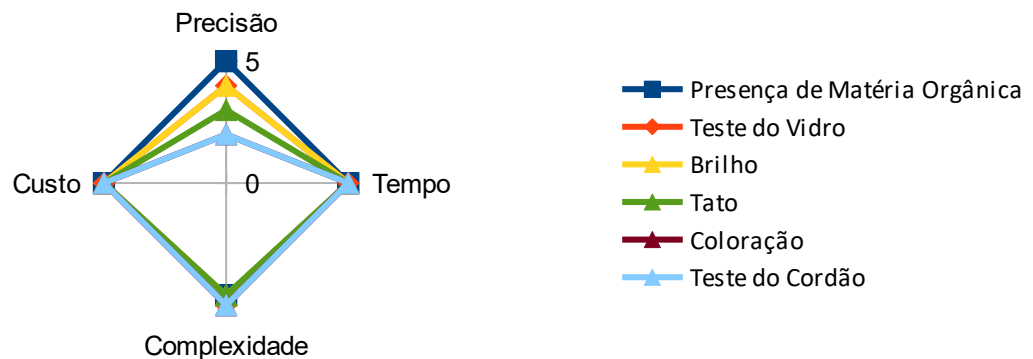 Precisão
5
Custo
0
Tempo
Complexidade
Presença de Matéria Orgânica
Teste do Vidro
Brilho
Tato
Coloração
Teste do Cordão